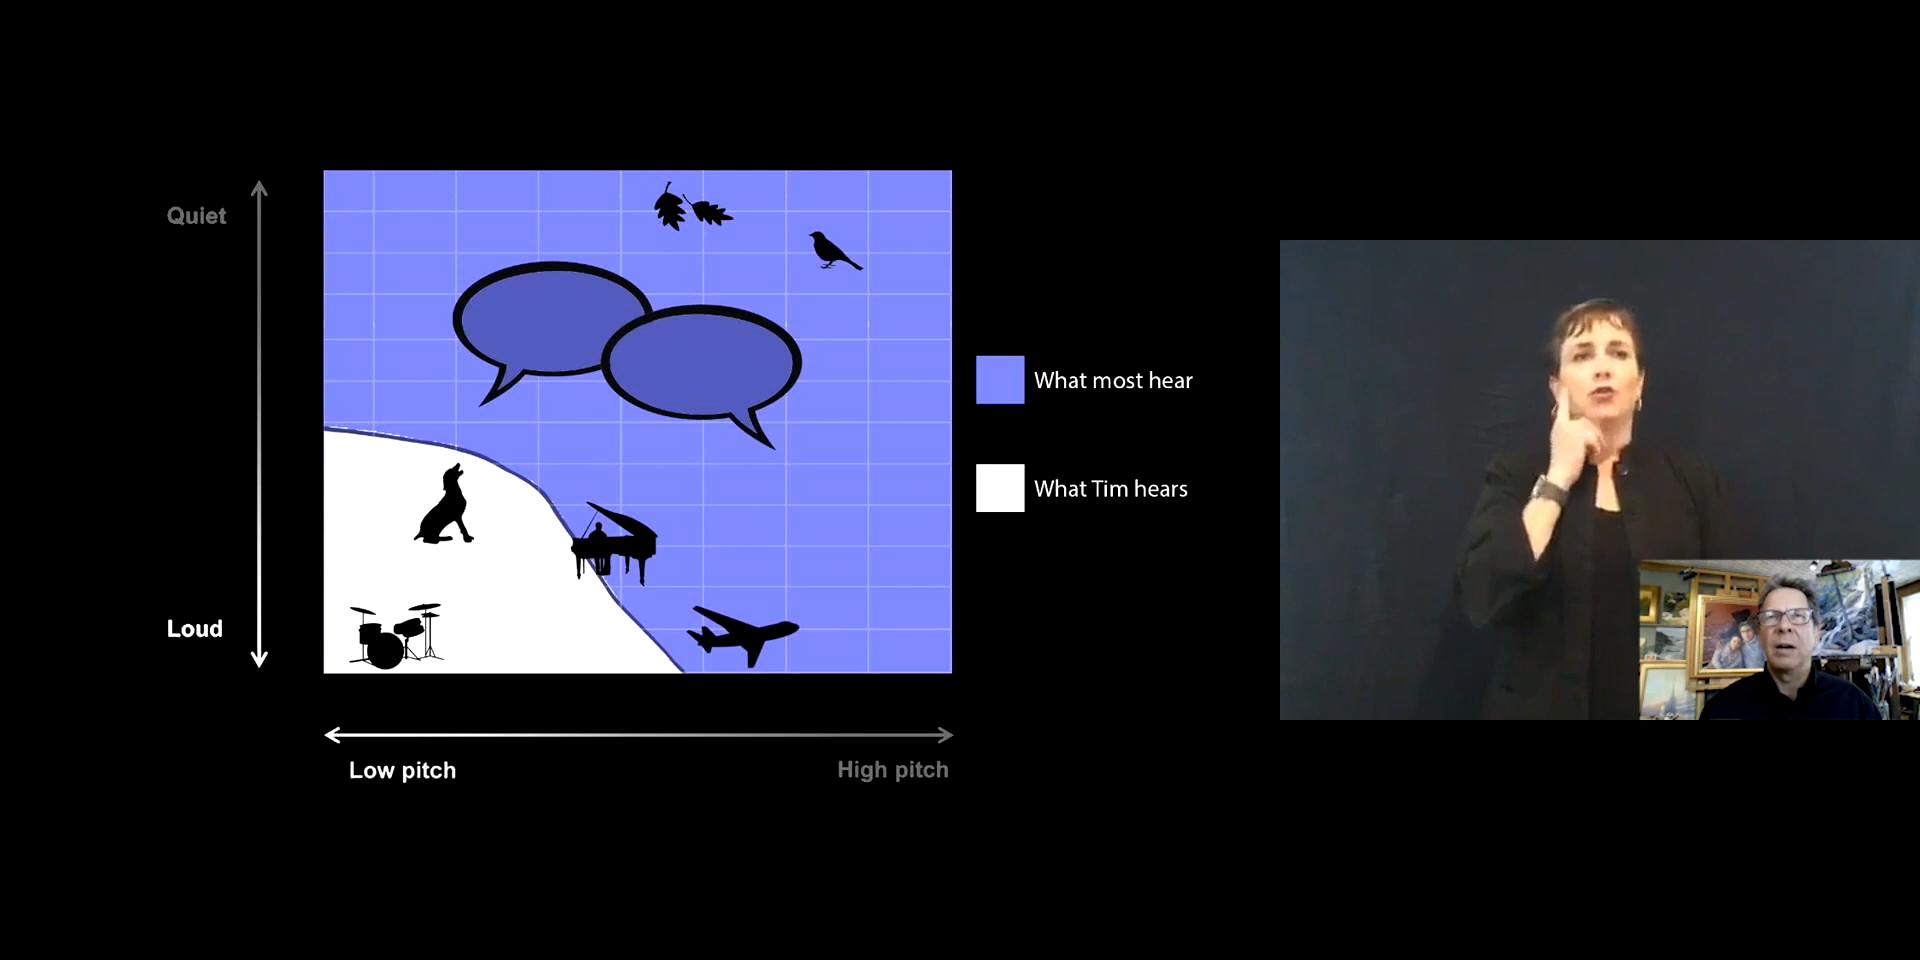 Quiet
What most hear
What Tim hears
Loud
Low pitch
High pitch